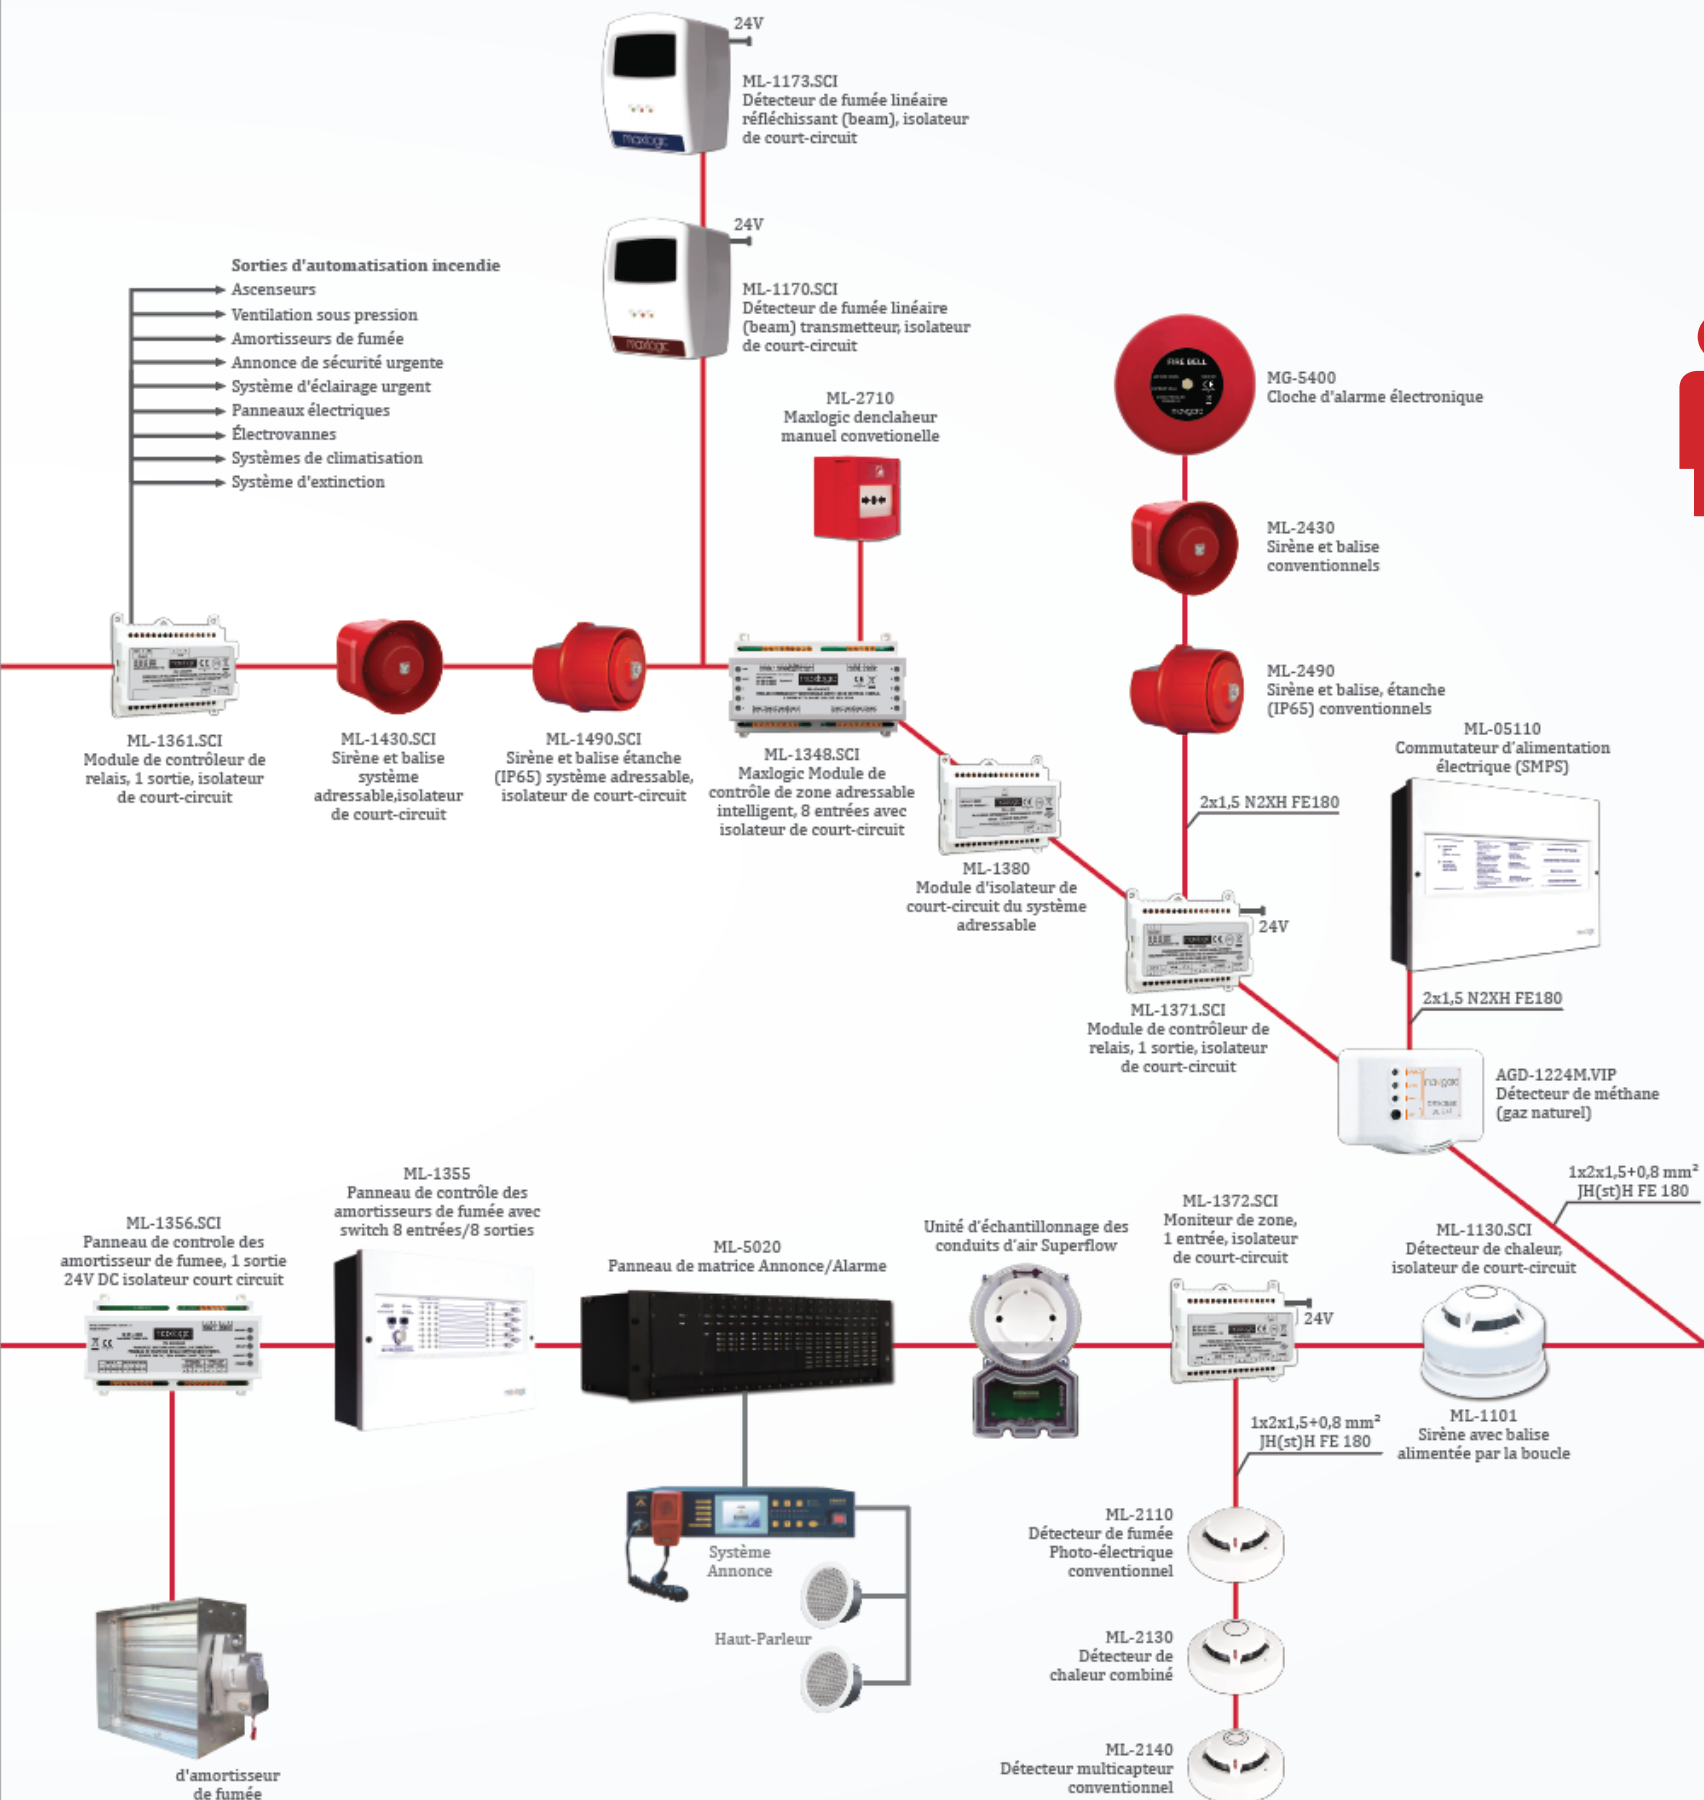 24V
ML-1173.SCI
Détecteur de fumée linéaire
réfléchissant (beam), isolateur
de court-circuit
maxlogic
24V
ML-1170.SCI
Détecteur de fumée linéaire
(beam) transmetteur, isolateur
de court-circuit
maxlogic
Sorties d'automatisation incendie
Ascenseurs
Ventilation sous pression
Amortisseurs de fumée
Annonce de sécurité urgente
Système d'éclairage urgent
Panneaux électriques
Électrovannes
Systèmes de climatisation
Système d'extinction
ML-2710
Maxlogic denclaheur
manuel convetionelle
FIRE BELL
MG-5400
Cloche d'alarme électronique
ML-2430
Sirène et balise
conventionnels
ML-2490
Sirène et balise, étanche
(IP65) conventionnels
ML-1361.SCI
Module de contrôleur de
relais, 1 sortie, isolateur
de court-circuit
ML-1430.SCI
Sirène et balise
système
adressable,isolateur
de court-circuit
ML-1490.SCI
Sirène et balise étanche
(IP65) système adressable,
isolateur de court-circuit
maxlogic
ML-1348.SCI
Maxlogic Module de
contrôle de zone adressable
intelligent, 8 entrées avec
isolateur de court-circuit
ML-1380
Module d'isolateur de
court-circuit du système
adressable
2x1,5 N2XH FE180
24V
ML-1371.SCI
Module de contrôleur de
relais, 1 sortie, isolateur
de court-circuit
ML-05110
Commutateur d'alimentation
électrique (SMPS)
2x1,5 N2XH FE180
AGD-1224M.VIP
Détecteur de méthane
(gaz naturel)
1x2x1,5+0,8 mm²
JH(st)H FE 180
ML-1356.SCI
Panneau de controle des
amortisseur de fumee, 1 sortie
24V DC isolateur court circuit
ML-1355
Panneau de contrôle des
amortisseurs de fumée avec
switch 8 entrées/8 sorties
ML-5020
Panneau de matrice Annonce/Alarme
Unité d'échantillonnage des
conduits d'air Superflow
ML-1372.SCI
Moniteur de zone,
1 entrée, isolateur
de court-circuit
24V
ML-1130.SCI
Détecteur de chaleur,
isolateur de court-circuit
ML-1101
Sirène avec balise
alimentée par la boucle
1x2x1,5+0,8 mm²
JH(st)H FE 180
Système
Annonce
Haut-Parleur
ML-2110
Détecteur de fumée
Photo-électrique
conventionnel
ML-2130
Détecteur de
chaleur combiné
ML-2140
Détecteur multicapteur
conventionnel
d'amortisseur
de fumée